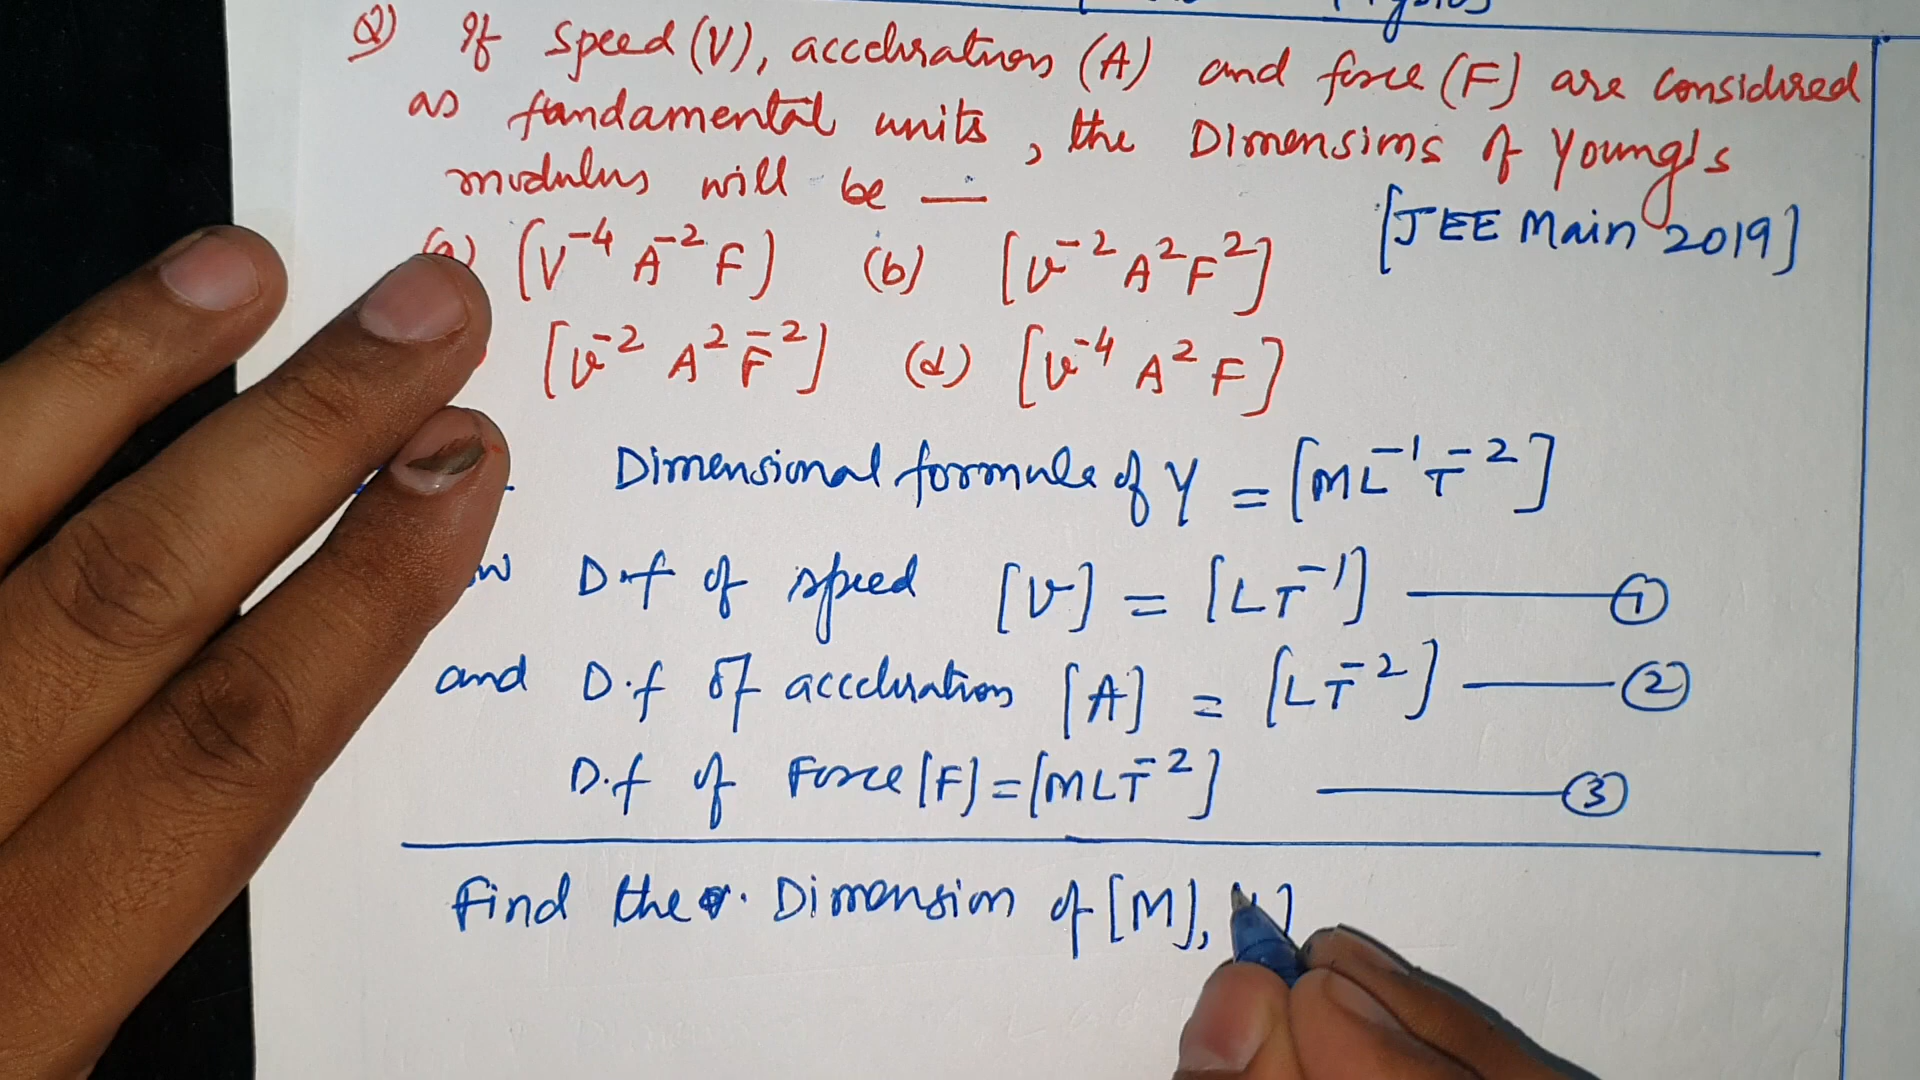 Physics
Q) If speed (V), acceleration (A) and force (F) are considered
as fundamental units, the Dimensions of Young's
modulus will be —
[JEE Main 2019]
(a) [V⁻⁴ A⁻² F] (b) [v⁻² A² F²]
[v⁻² A² F⁻²] (d) [v⁻⁴ A² F]
Dimensional formula of Y = [ML⁻¹T⁻²]
D.f of speed [v] = [LT⁻¹] — ①
and D.f of acceleration [A] = [LT⁻²] — ②
D.f of Force [F] = [MLT⁻²] — ③
Find the Dimension of [M],